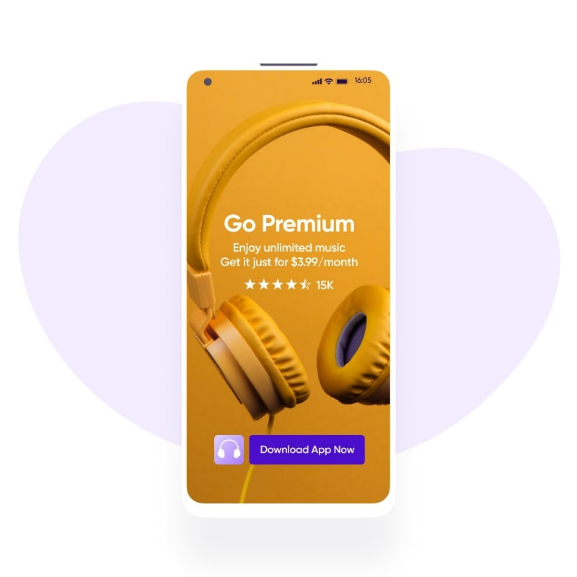 16:05
Go Premium
Enjoy unlimited music
Get it just for $3.99/month
15K
Download App Now